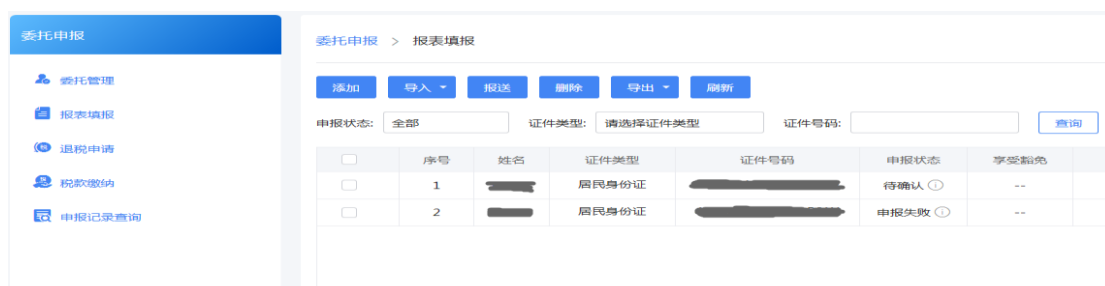 委托申报
委托申报 > 报表填报
委托管理
报表填报
退税申请
税款缴纳
申报记录查询
添加 导入 报送 删除 导出 刷新
申报状态: 全部 证件类型: 请选择证件类型 证件号码: 查询
序号 姓名 证件类型 证件号码 申报状态 享受豁免
1 居民身份证 待确认 --
2 居民身份证 申报失败 --